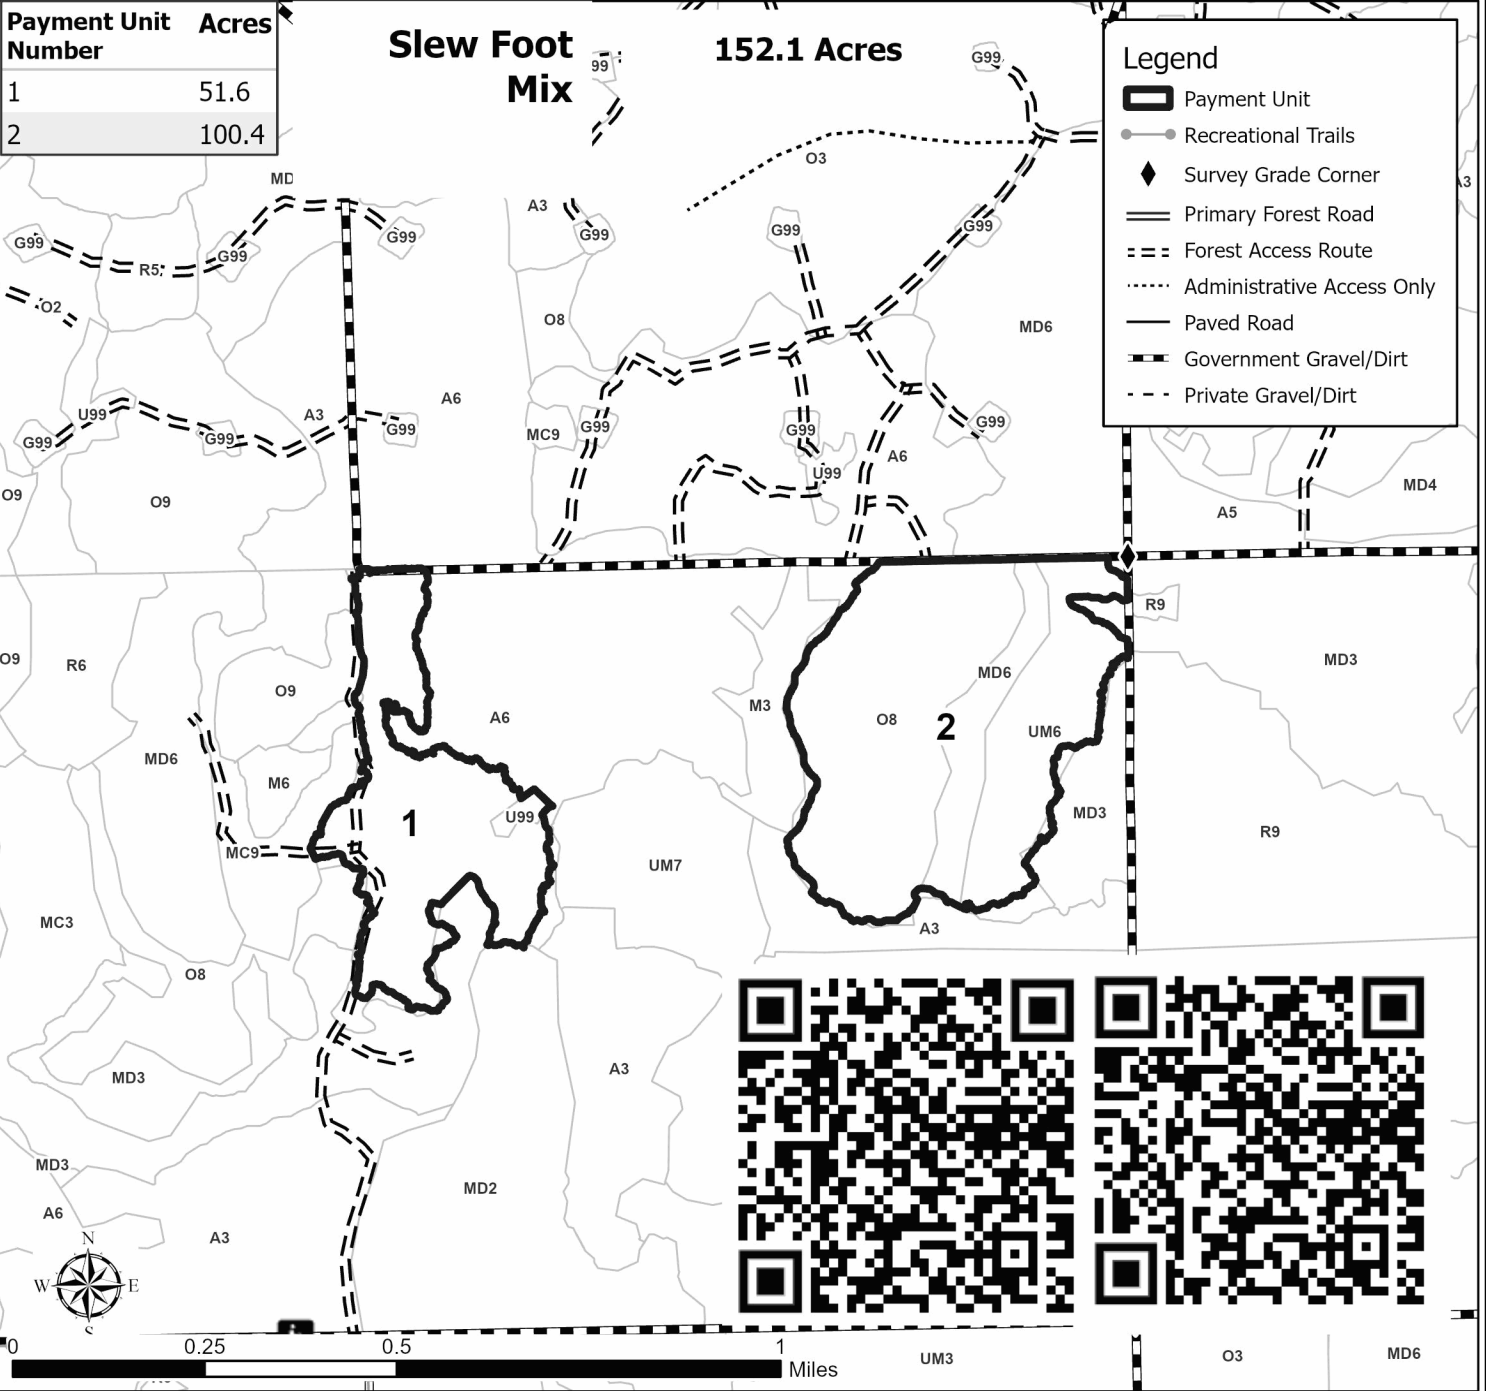 Payment Unit Number Acres
1 51.6
2 100.4
Slew Foot
Mix
152.1 Acres
Legend
Payment Unit
Recreational Trails
Survey Grade Corner
Primary Forest Road
Forest Access Route
Administrative Access Only
Paved Road
Government Gravel/Dirt
Private Gravel/Dirt
99
G99
O3
MD
A3
A3
G99
G99
G99
G99
G99
G99
R5
O2
O8
MD6
A6
U99
A3
G99
G99
G99
MC9
G99
G99
G99
A6
U99
O9
O9
MD4
A5
R9
O9
R6
O9
A6
M3
MD6
MD3
O8
2
UM6
MD6
M6
1
U99
MD3
R9
MC9
UM7
MC3
A3
O8
MD3
A3
MD3
MD2
A6
A3
N
W E
S
0 0.25 0.5 1
Miles
UM3
O3
MD6